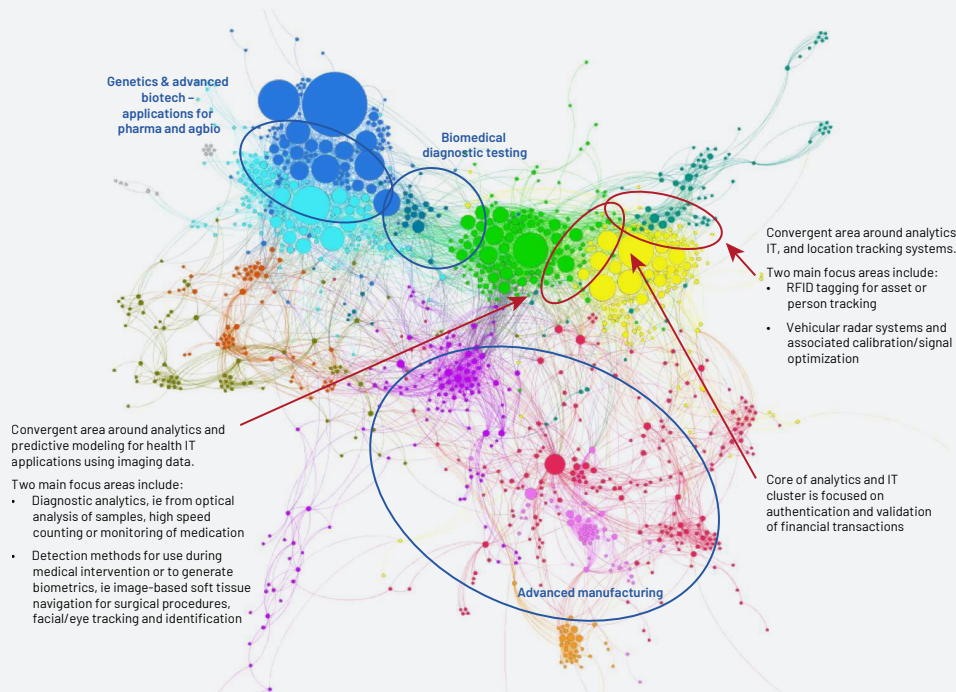 Genetics & advanced
biotech –
applications for
pharma and agbio
Biomedical
diagnostic testing
Convergent area around analytics
IT, and location tracking systems.
Two main focus areas include:
• RFID tagging for asset or
person tracking
• Vehicular radar systems and
associated calibration/signal
optimization
Convergent area around analytics and
predictive modeling for health IT
applications using imaging data.
Two main focus areas include:
• Diagnostic analytics, ie from optical
analysis of samples, high speed
counting or monitoring of medication
• Detection methods for use during
medical intervention or to generate
biometrics, ie image-based soft tissue
navigation for surgical procedures,
facial/eye tracking and identification
Core of analytics and IT
cluster is focused on
authentication and validation
of financial transactions
Advanced manufacturing